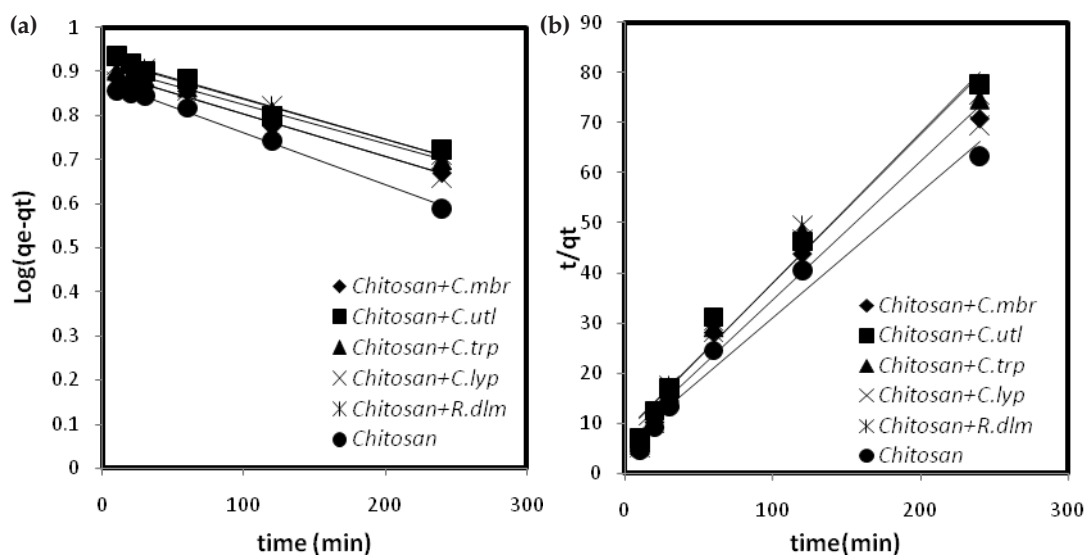 (a)
1
0.9
0.8
0.7
0.6
0.5
0.4
0.3
0.2
0.1
0
0 100 200 300
Log(qe-qt)
time (min)
Chitosan+C.mbr
Chitosan+C.utl
Chitosan+C.trp
Chitosan+C.lyp
Chitosan+R.dlm
Chitosan
(b)
90
80
70
60
50
40
30
20
10
0
0 100 200 300
t/qt
time(min)
Chitosan+C.mbr
Chitosan+C.utl
Chitosan+C.trp
Chitosan+C.lyp
Chitosan+R.dlm
Chitosan